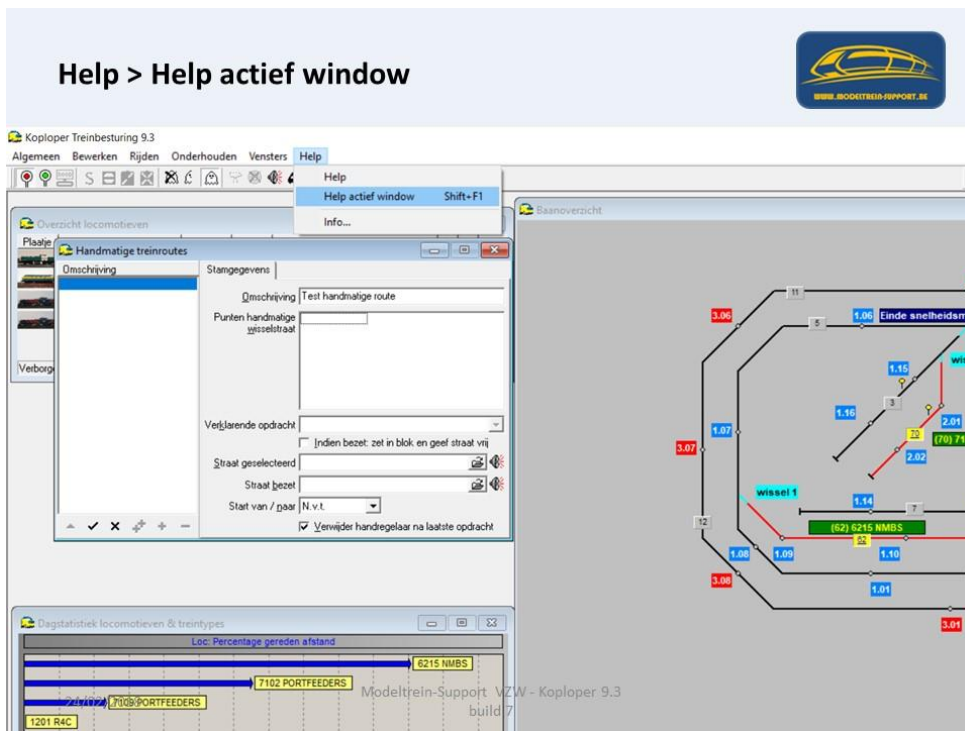 Help > Help actief window
WWW.MODELTREIN-SUPPORT.BE
Koploper Treinbesturing 9.3
Algemeen Bewerken Rijden Onderhouden Vensters Help
Help
Help actief window Shift+F1
Info...
Overzicht locomotieven
Plaatje
Verborg
Handmatige treinroutes
Omschrijving
Stamgegevens
Omschrijving Test handmatige route
Punten handmatige
wisselstraat
Verklarende opdracht
Indien bezet: zet in blok en geef straat vrij
Straat geselecteerd
Straat bezet
Start van / naar N.v.t.
Verwijder handregelaar na laatste opdracht
Baanoverzicht
11
3.06
5
1.06
Einde snelheidsm
wis
1.15
3
1.16
2.01
1.07
70
(70) 71
3.07
2.02
wissel 1
1.14
7
12
(62) 6215 NMBS
62
1.08
1.09
1.10
3.08
1.01
3.01
Dagstatistiek locomotieven & treintypes
Loc: Percentage gereden afstand
6215 NMBS
7102 PORTFEEDERS
PORTFEEDERS
1201 R4C
Modeltrein-Support VZW - Koploper 9.3
build 7